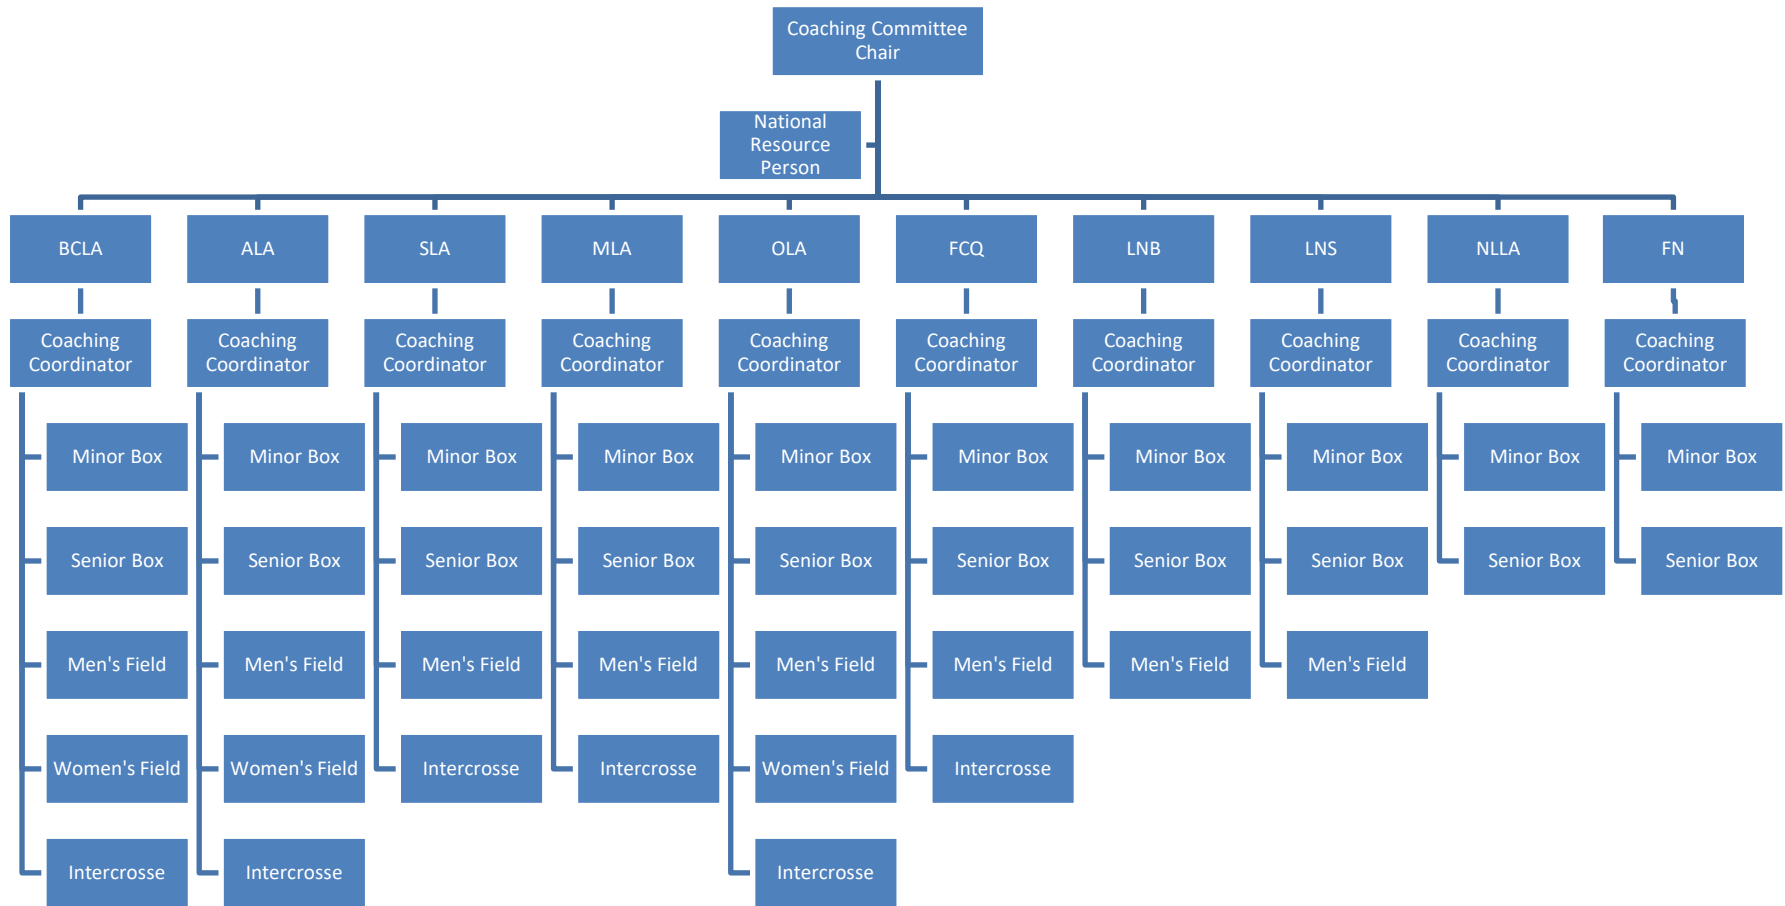 Coaching Committee
Chair
National
Resource
Person
BCLA
ALA
SLA
MLA
OLA
FCQ
LNB
LNS
NLLA
FN
Coaching
Coordinator
Coaching
Coordinator
Coaching
Coordinator
Coaching
Coordinator
Coaching
Coordinator
Coaching
Coordinator
Coaching
Coordinator
Coaching
Coordinator
Coaching
Coordinator
Coaching
Coordinator
Minor Box
Minor Box
Minor Box
Minor Box
Minor Box
Minor Box
Minor Box
Minor Box
Minor Box
Minor Box
Senior Box
Senior Box
Senior Box
Senior Box
Senior Box
Senior Box
Senior Box
Senior Box
Senior Box
Senior Box
Men's Field
Men's Field
Men's Field
Men's Field
Men's Field
Men's Field
Men's Field
Men's Field
Women's Field
Women's Field
Intercrosse
Intercrosse
Women's Field
Intercrosse
Intercrosse
Intercrosse
Intercrosse